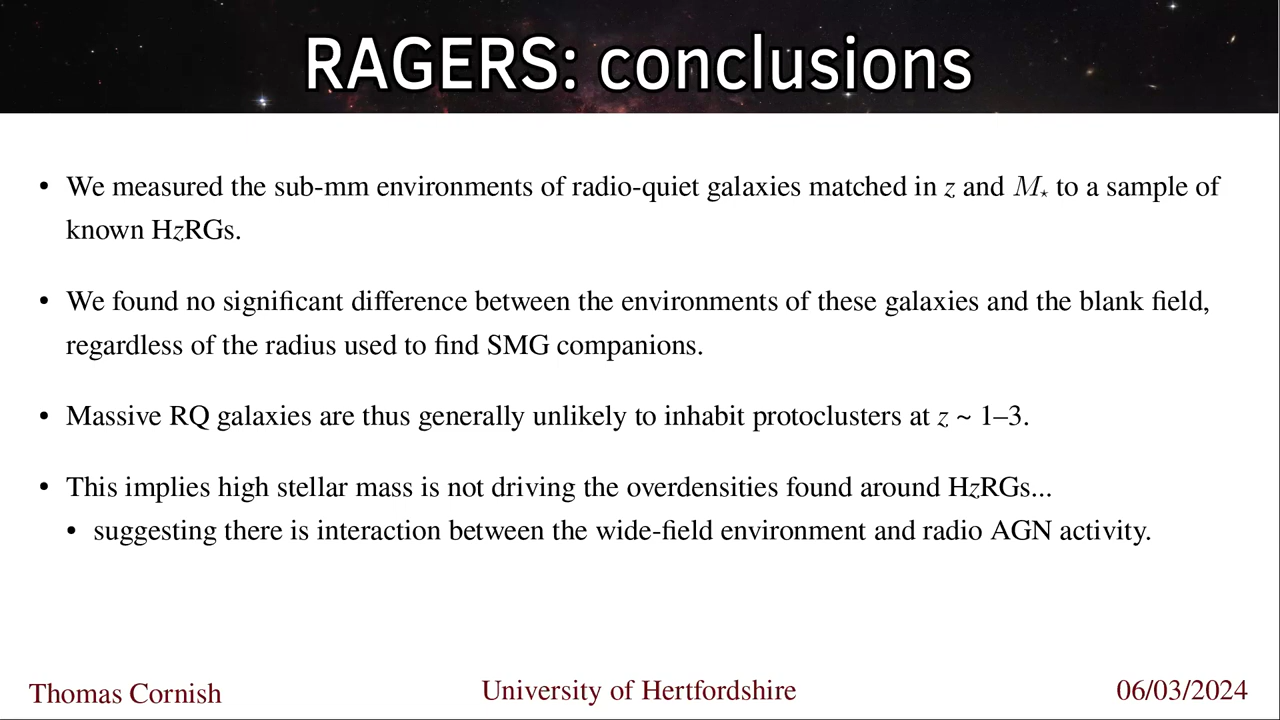 RAGERS: conclusions
• We measured the sub-mm environments of radio-quiet galaxies matched in z and M⋆ to a sample of
known HzRGs.
• We found no significant difference between the environments of these galaxies and the blank field,
regardless of the radius used to find SMG companions.
• Massive RQ galaxies are thus generally unlikely to inhabit protoclusters at z ~ 1–3.
• This implies high stellar mass is not driving the overdensities found around HzRGs...
• suggesting there is interaction between the wide-field environment and radio AGN activity.
Thomas Cornish
University of Hertfordshire
06/03/2024